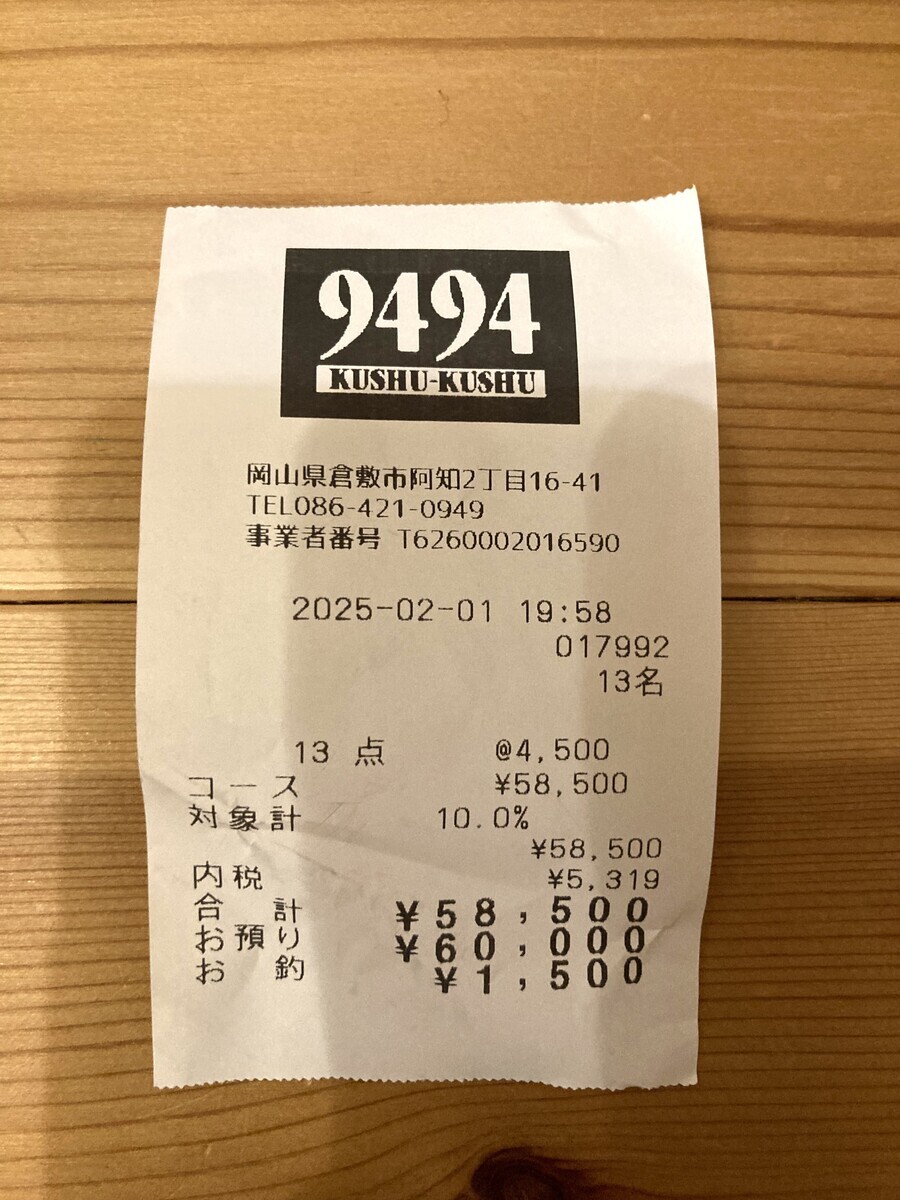 9494
KUSHU-KUSHU
岡山県倉敷市阿知2丁目16-41
TEL086-421-0949
事業者番号 T6260002016590
2025-02-01 19:58
017992
13名
13 点 @4,500
コース ¥58,500
対象計 10.0%
¥58,500
内税 ¥5,319
合 計 ¥58,500
お預り ¥60,000
お 釣 ¥1,500